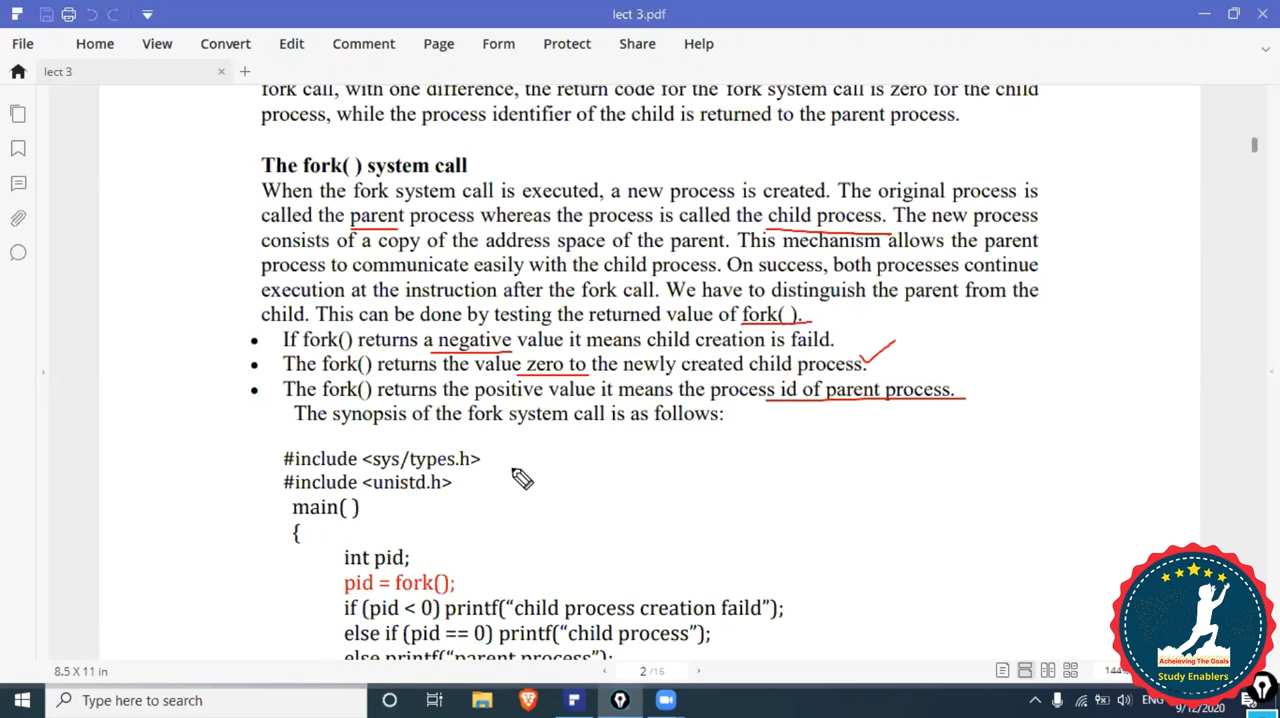 lect 3.pdf
File Home View Convert Edit Comment Page Form Protect Share Help
lect 3
fork call, with one difference, the return code for the fork system call is zero for the child
process, while the process identifier of the child is returned to the parent process.
The fork( ) system call
When the fork system call is executed, a new process is created. The original process is
called the parent process whereas the process is called the child process. The new process
consists of a copy of the address space of the parent. This mechanism allows the parent
process to communicate easily with the child process. On success, both processes continue
execution at the instruction after the fork call. We have to distinguish the parent from the
child. This can be done by testing the returned value of fork( ).
• If fork() returns a negative value it means child creation is faild.
• The fork() returns the value zero to the newly created child process.
• The fork() returns the positive value it means the process id of parent process.
The synopsis of the fork system call is as follows:
#include <sys/types.h>
#include <unistd.h>
main( )
{
int pid;
pid = fork();
if (pid < 0) printf(“child process creation faild”);
else if (pid == 0) printf(“child process”);
else printf(“parent process”);
8.5 X 11 in
2 /16
144
Acheieving The Goals
Study Enablers
Type here to search
ENG
9/12/2020